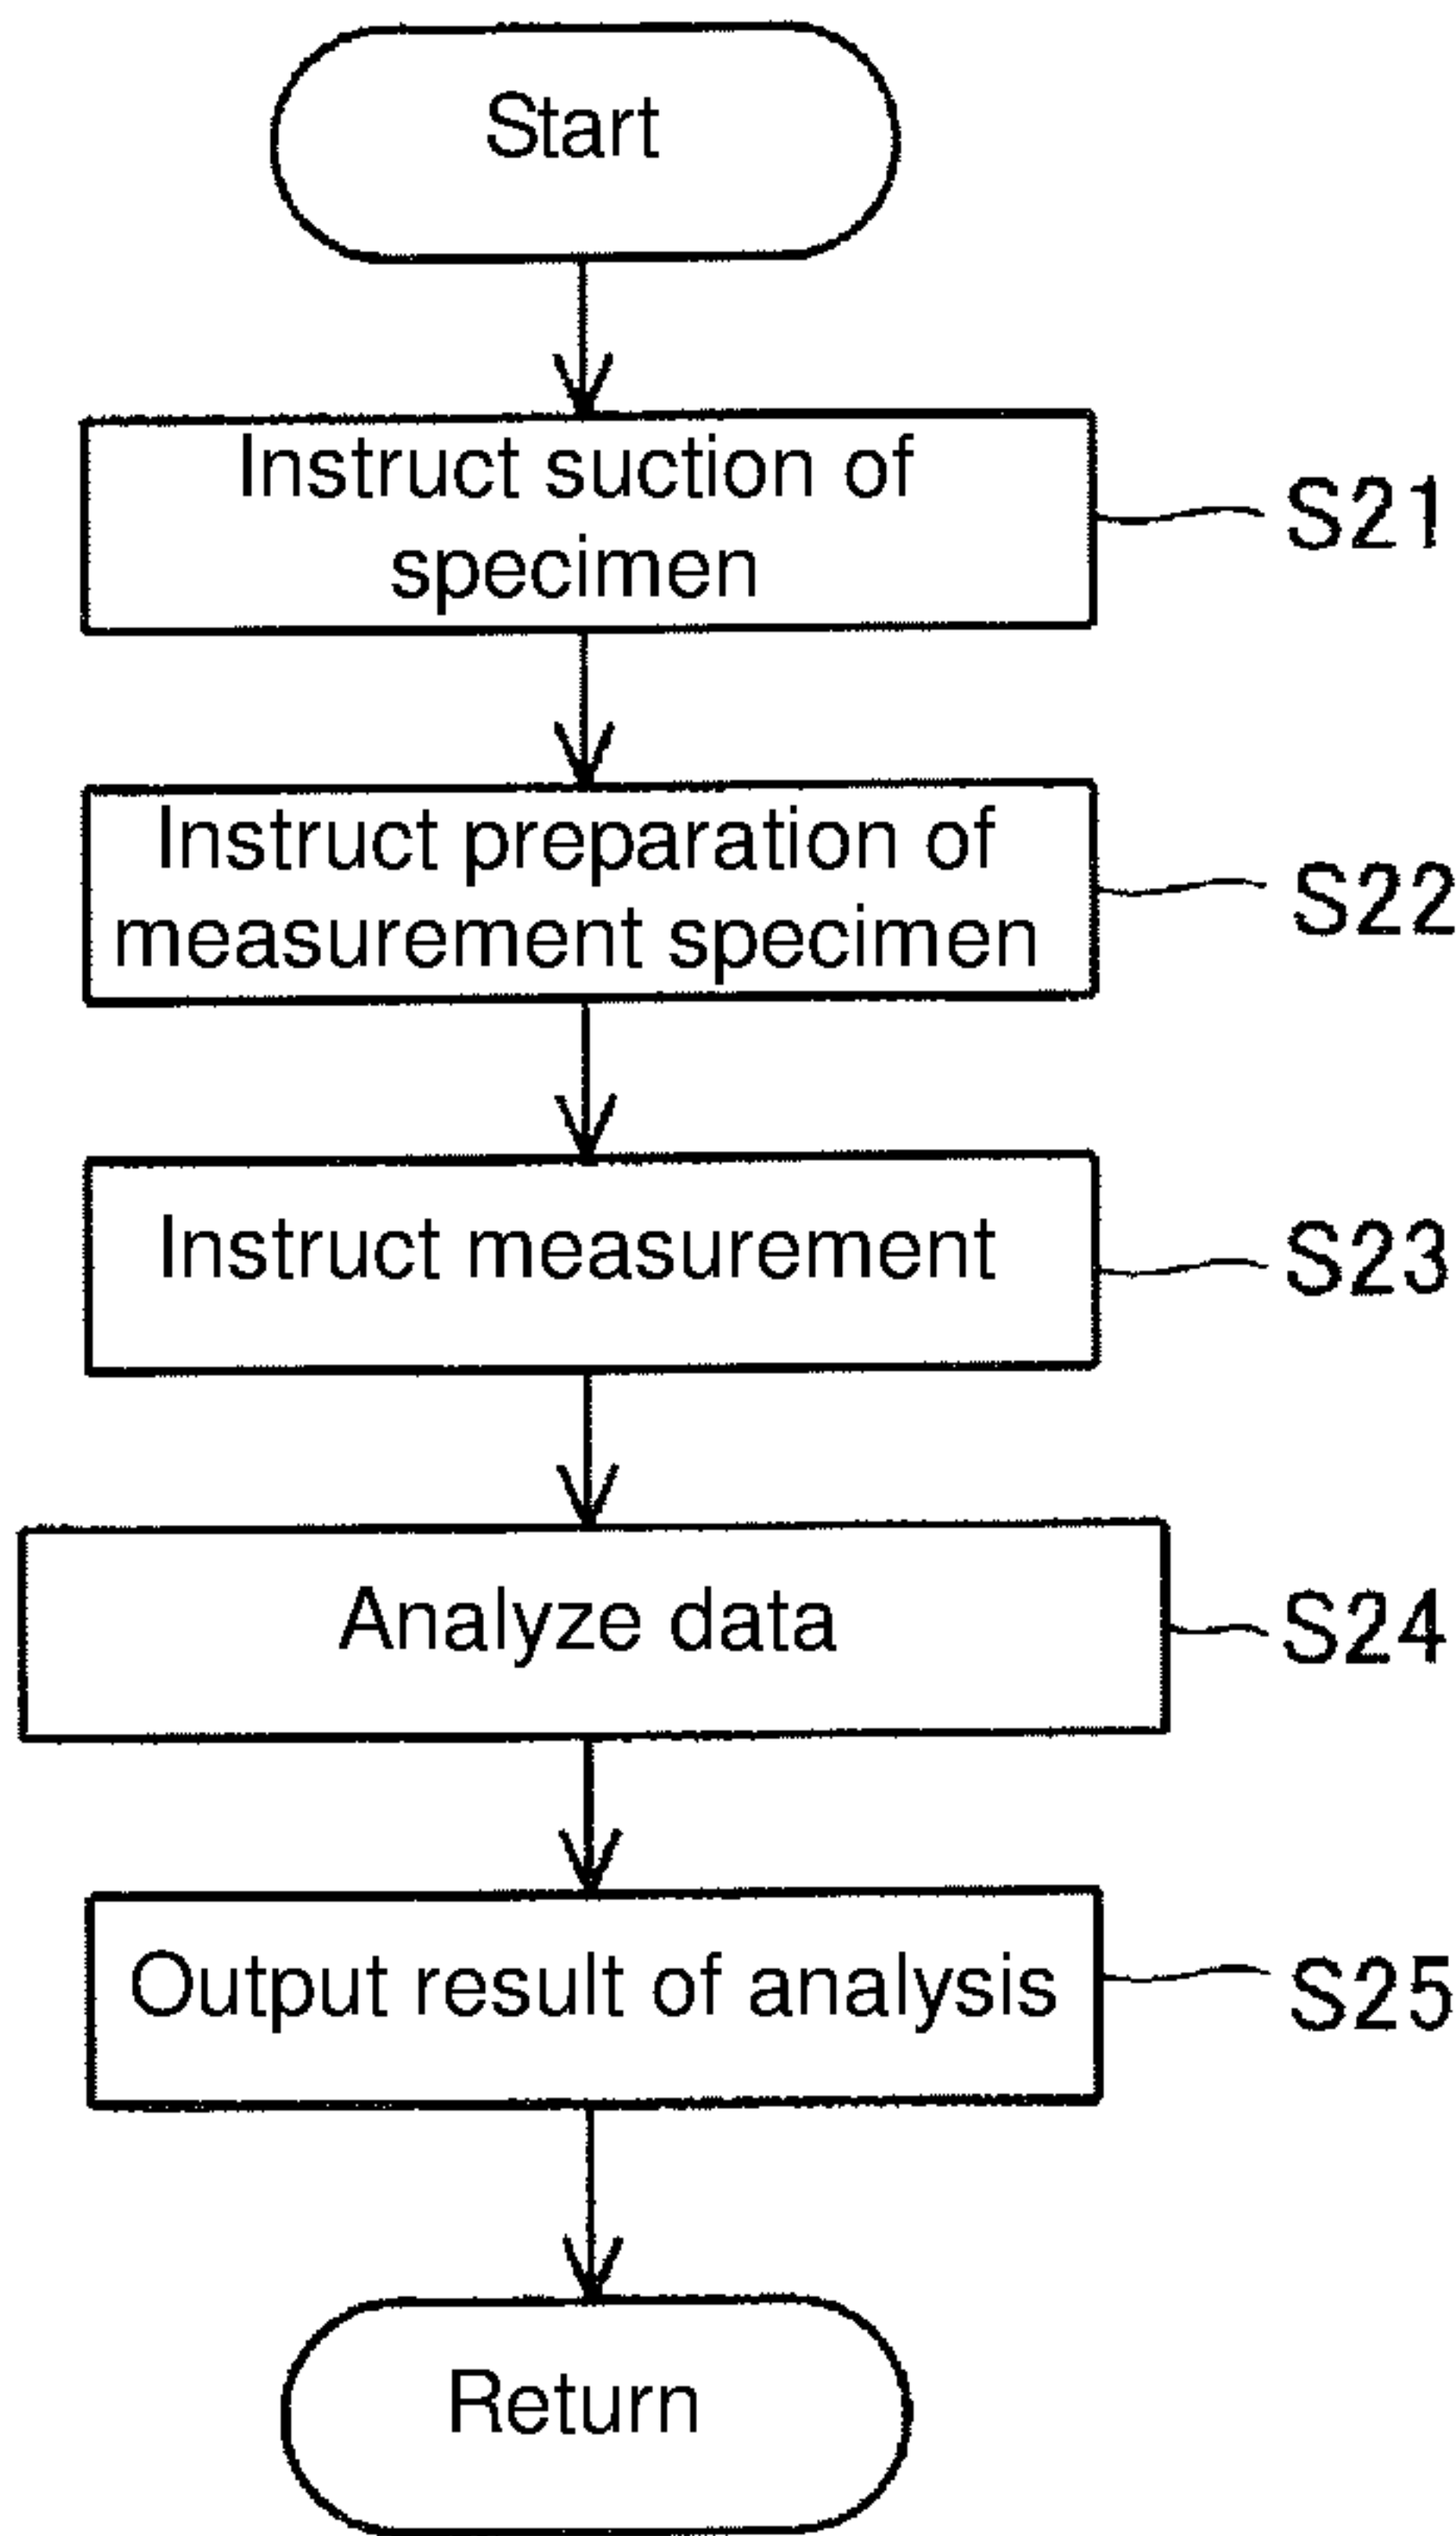 Start
Instruct suction of
specimen
S21
Instruct preparation of
measurement specimen
S22
Instruct measurement
S23
Analyze data
S24
Output result of analysis
S25
Return